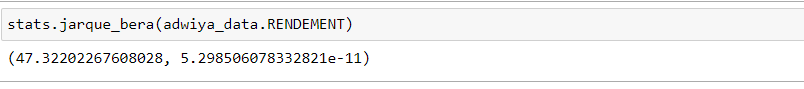 stats.jarque_bera(adwiya_data.RENDEMENT)
(47.32202267608028, 5.298506078332821e-11)